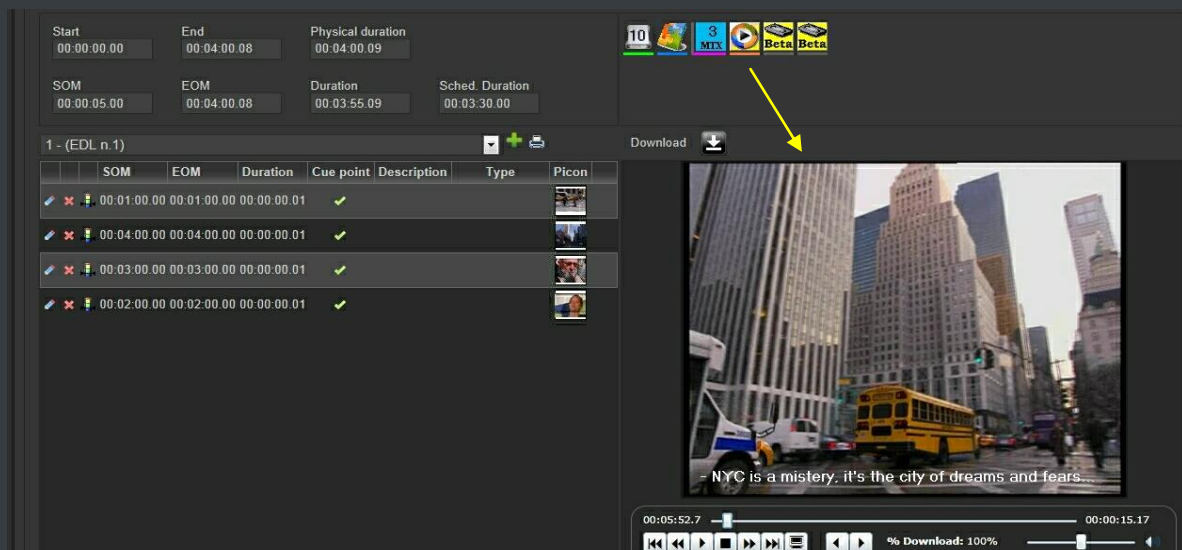 Start End Physical duration
00:00:00.00 00:04:00.08 00:04:00.09
SOM EOM Duration Sched. Duration
00:00:05.00 00:04:00.08 00:03:55.09 00:03:30.00
10 3 MTX Beta Beta
1 - (EDL n.1)
Download
SOM EOM Duration Cue point Description Type Picon
00:01:00.00 00:01:00.00 00:00:00.01
00:04:00.00 00:04:00.00 00:00:00.01
00:03:00.00 00:03:00.00 00:00:00.01
00:02:00.00 00:02:00.00 00:00:00.01
- NYC is a mistery, it's the city of dreams and fears...
00:05:52.7 00:00:15.17
% Download: 100%